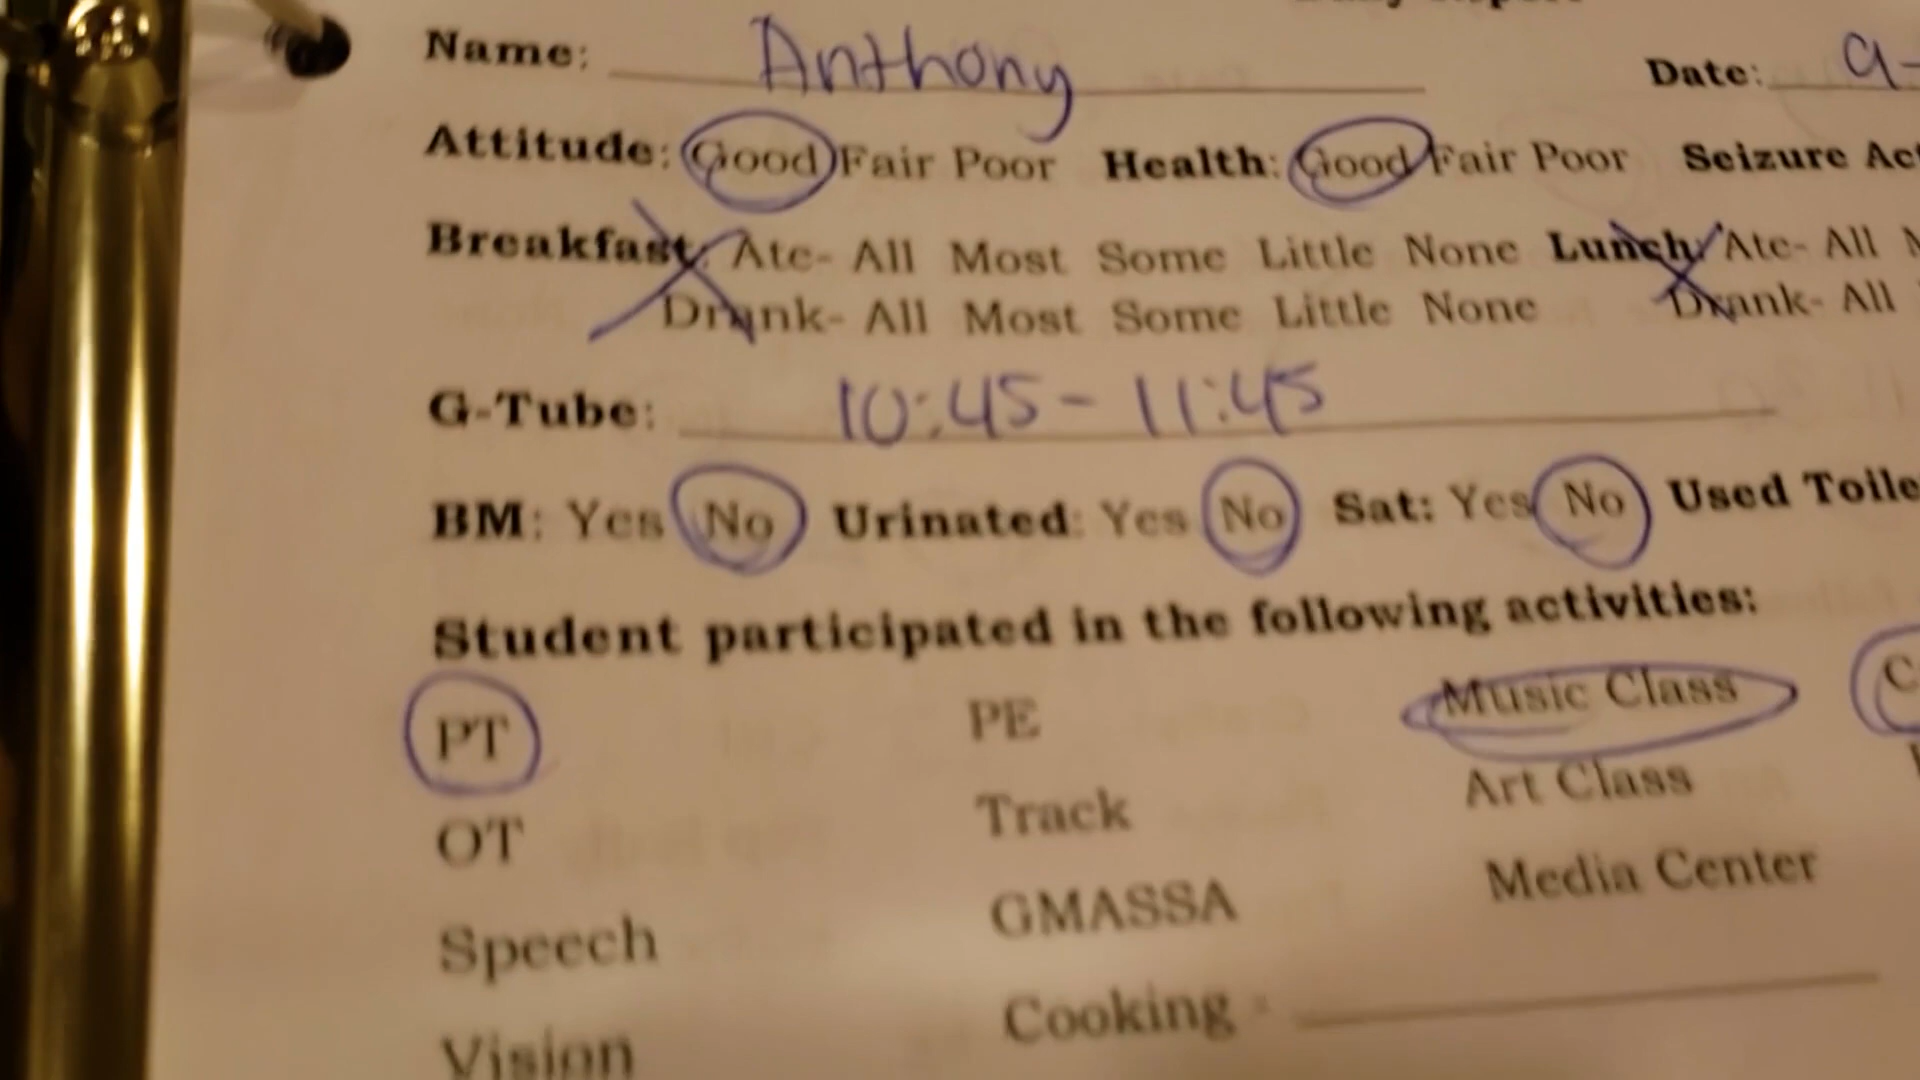 Daily Report
Name: Anthony Date: 9-
Attitude: Good Fair Poor Health: Good Fair Poor Seizure Act
Breakfast: Ate- All Most Some Little None Lunch: Ate- All M
Drank- All Most Some Little None Drank- All
G-Tube: 10:45 - 11:45
BM: Yes No Urinated: Yes No Sat: Yes No Used Toile
Student participated in the following activities:
PT PE Music Class C
OT Track Art Class
Speech GMASSA Media Center
Vision Cooking -